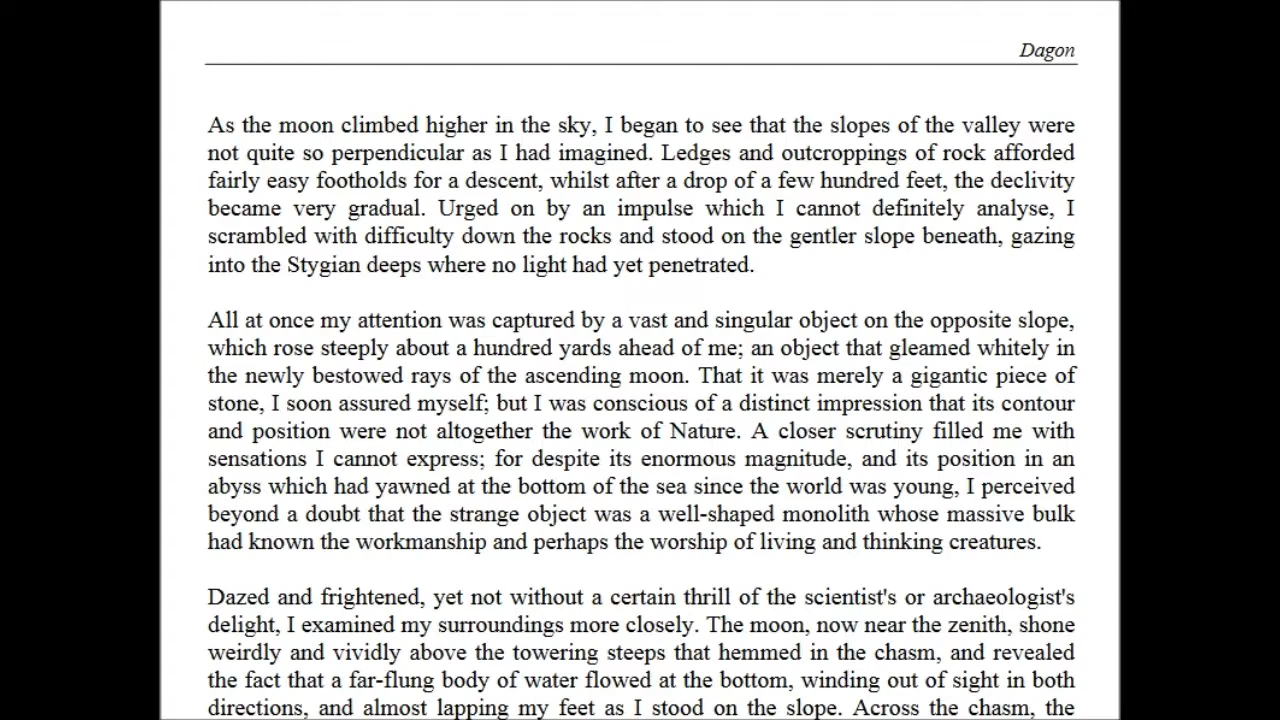 Dagon
As the moon climbed higher in the sky, I began to see that the slopes of the valley were
not quite so perpendicular as I had imagined. Ledges and outcroppings of rock afforded
fairly easy footholds for a descent, whilst after a drop of a few hundred feet, the declivity
became very gradual. Urged on by an impulse which I cannot definitely analyse, I
scrambled with difficulty down the rocks and stood on the gentler slope beneath, gazing
into the Stygian deeps where no light had yet penetrated.
All at once my attention was captured by a vast and singular object on the opposite slope,
which rose steeply about a hundred yards ahead of me; an object that gleamed whitely in
the newly bestowed rays of the ascending moon. That it was merely a gigantic piece of
stone, I soon assured myself; but I was conscious of a distinct impression that its contour
and position were not altogether the work of Nature. A closer scrutiny filled me with
sensations I cannot express; for despite its enormous magnitude, and its position in an
abyss which had yawned at the bottom of the sea since the world was young, I perceived
beyond a doubt that the strange object was a well-shaped monolith whose massive bulk
had known the workmanship and perhaps the worship of living and thinking creatures.
Dazed and frightened, yet not without a certain thrill of the scientist's or archaeologist's
delight, I examined my surroundings more closely. The moon, now near the zenith, shone
weirdly and vividly above the towering steeps that hemmed in the chasm, and revealed
the fact that a far-flung body of water flowed at the bottom, winding out of sight in both
directions, and almost lapping my feet as I stood on the slope. Across the chasm, the